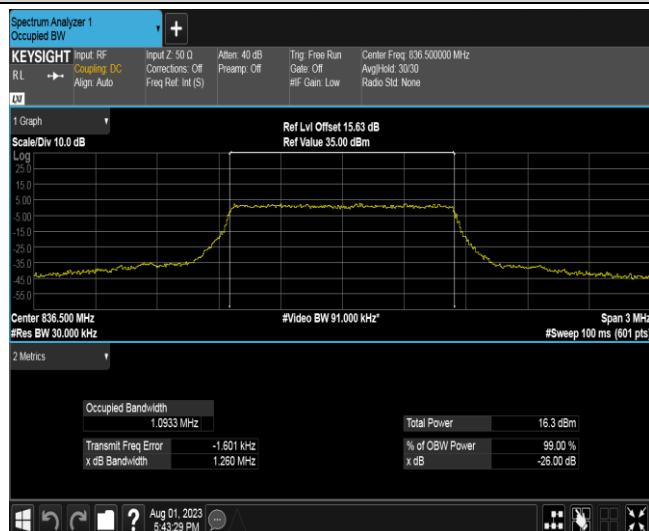 Spectrum Analyzer 1
Occupied BW
+
KEYSIGHT
RL
LXI
Input: RF
Coupling: DC
Align: Auto
Input Z: 50 Ω
Corrections: Off
Freq Ref: Int (S)
Atten: 40 dB
Preamp: Off
Trig: Free Run
Gate: Off
#IF Gain: Low
Center Freq: 836.500000 MHz
Avg|Hold: 30/30
Radio Std: None
1 Graph
Scale/Div 10.0 dB
Ref Lvl Offset 15.63 dB
Ref Value 35.00 dBm
Log
25.0
15.0
5.00
-5.00
-15.0
-25.0
-35.0
-45.0
-55.0
Center 836.500 MHz
#Res BW 30.000 kHz
#Video BW 91.000 kHz*
Span 3 MHz
#Sweep 100 ms (601 pts)
2 Metrics
Occupied Bandwidth
1.0933 MHz
Transmit Freq Error -1.601 kHz
x dB Bandwidth 1.260 MHz
Total Power 16.3 dBm
% of OBW Power 99.00 %
x dB -26.00 dB
?
Aug 01, 2023
5:43:29 PM